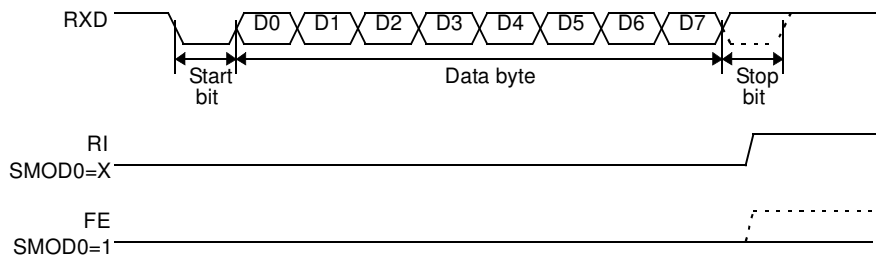 RXD
D0 D1 D2 D3 D4 D5 D6 D7
Start
bit
Data byte
Stop
bit
RI
SMOD0=X
FE
SMOD0=1